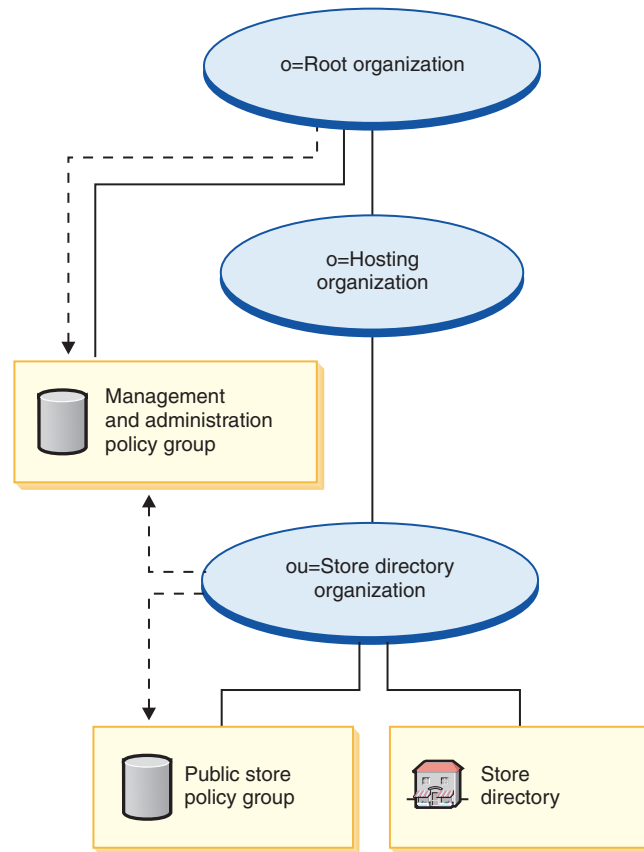 o=Root organization
o=Hosting
organization
Management
and administration
policy group
ou=Store directory
organization
Public store
policy group
Store
directory